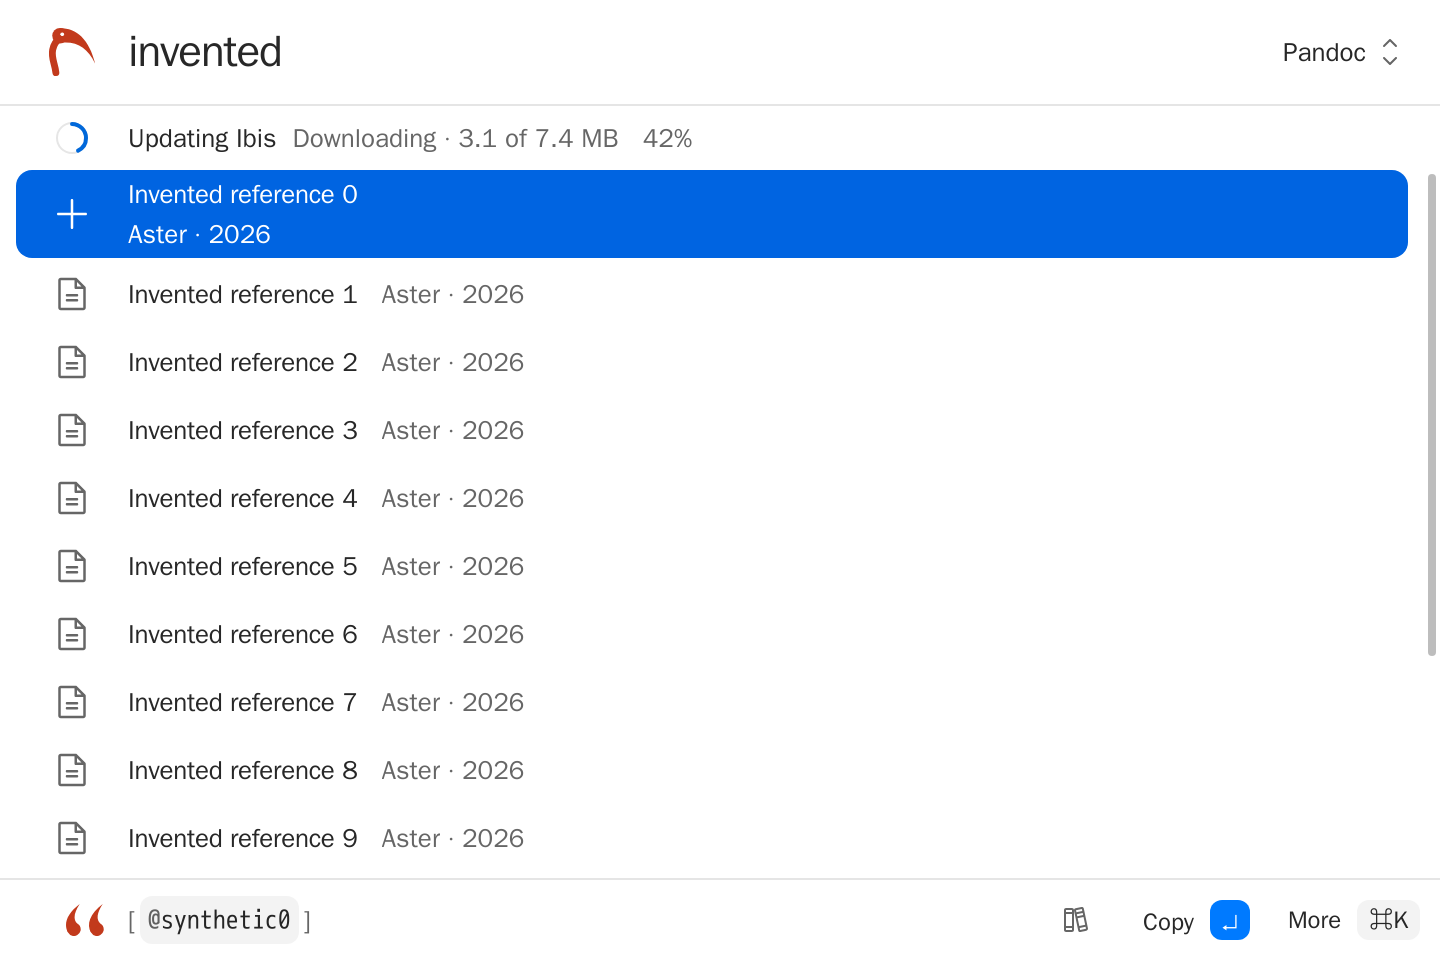 invented
Pandoc
Updating Ibis Downloading · 3.1 of 7.4 MB 42%
Invented reference 0
Aster · 2026
Invented reference 1 Aster · 2026
Invented reference 2 Aster · 2026
Invented reference 3 Aster · 2026
Invented reference 4 Aster · 2026
Invented reference 5 Aster · 2026
Invented reference 6 Aster · 2026
Invented reference 7 Aster · 2026
Invented reference 8 Aster · 2026
Invented reference 9 Aster · 2026
[@synthetic0]
Copy
More ⌘K